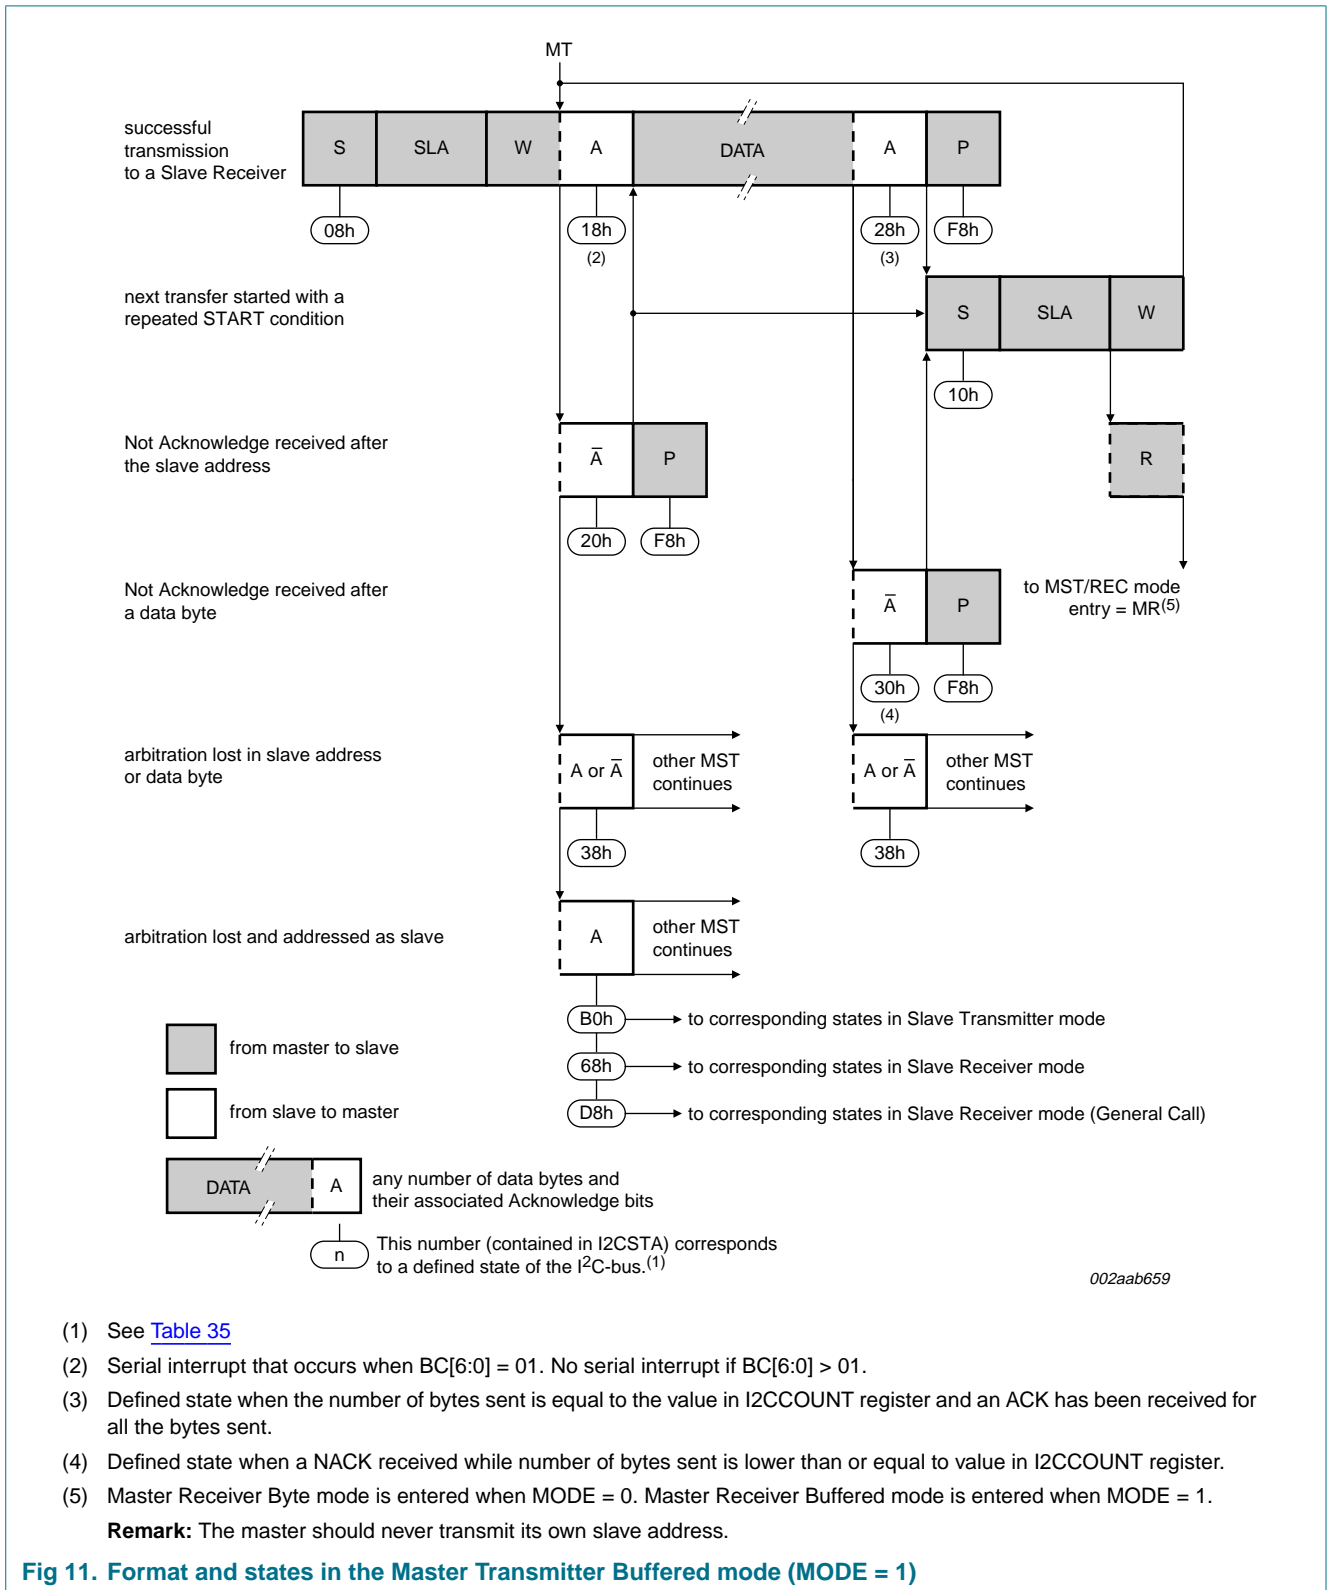 MT
successful
transmission
to a Slave Receiver
S SLA W A DATA A P
08h 18h 28h F8h
(2) (3)
next transfer started with a
repeated START condition
S SLA W
10h
Not Acknowledge received after
the slave address
A̅ P R
20h F8h
Not Acknowledge received after
a data byte
A̅ P
to MST/REC mode
entry = MR(5)
30h F8h
(4)
arbitration lost in slave address
or data byte
A or A̅ other MST
continues
A or A̅ other MST
continues
38h 38h
arbitration lost and addressed as slave
A other MST
continues
B0h to corresponding states in Slave Transmitter mode
68h to corresponding states in Slave Receiver mode
D8h to corresponding states in Slave Receiver mode (General Call)
from master to slave
from slave to master
DATA A any number of data bytes and
their associated Acknowledge bits
n This number (contained in I2CSTA) corresponds
to a defined state of the I2C-bus.(1)
002aab659
(1) See Table 35
(2) Serial interrupt that occurs when BC[6:0] = 01. No serial interrupt if BC[6:0] > 01.
(3) Defined state when the number of bytes sent is equal to the value in I2CCOUNT register and an ACK has been received for
all the bytes sent.
(4) Defined state when a NACK received while number of bytes sent is lower than or equal to value in I2CCOUNT register.
(5) Master Receiver Byte mode is entered when MODE = 0. Master Receiver Buffered mode is entered when MODE = 1.
Remark: The master should never transmit its own slave address.
Fig 11. Format and states in the Master Transmitter Buffered mode (MODE = 1)